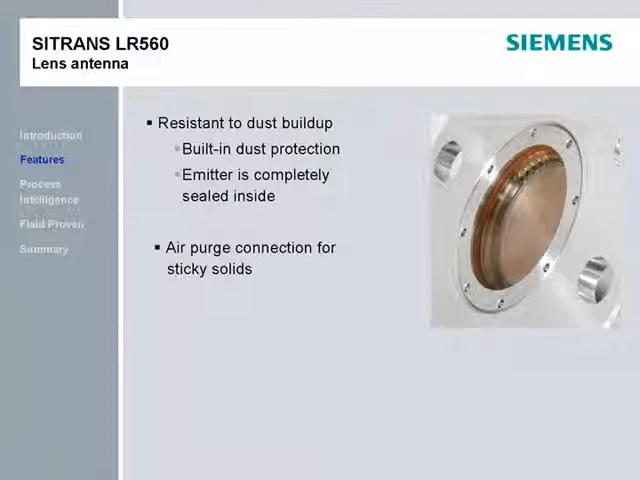 SITRANS LR560
Lens antenna
SIEMENS
Introduction
Features
Process
Intelligence
Field Proven
Summary
▪ Resistant to dust buildup
▪Built-in dust protection
▪Emitter is completely
sealed inside
▪ Air purge connection for
sticky solids